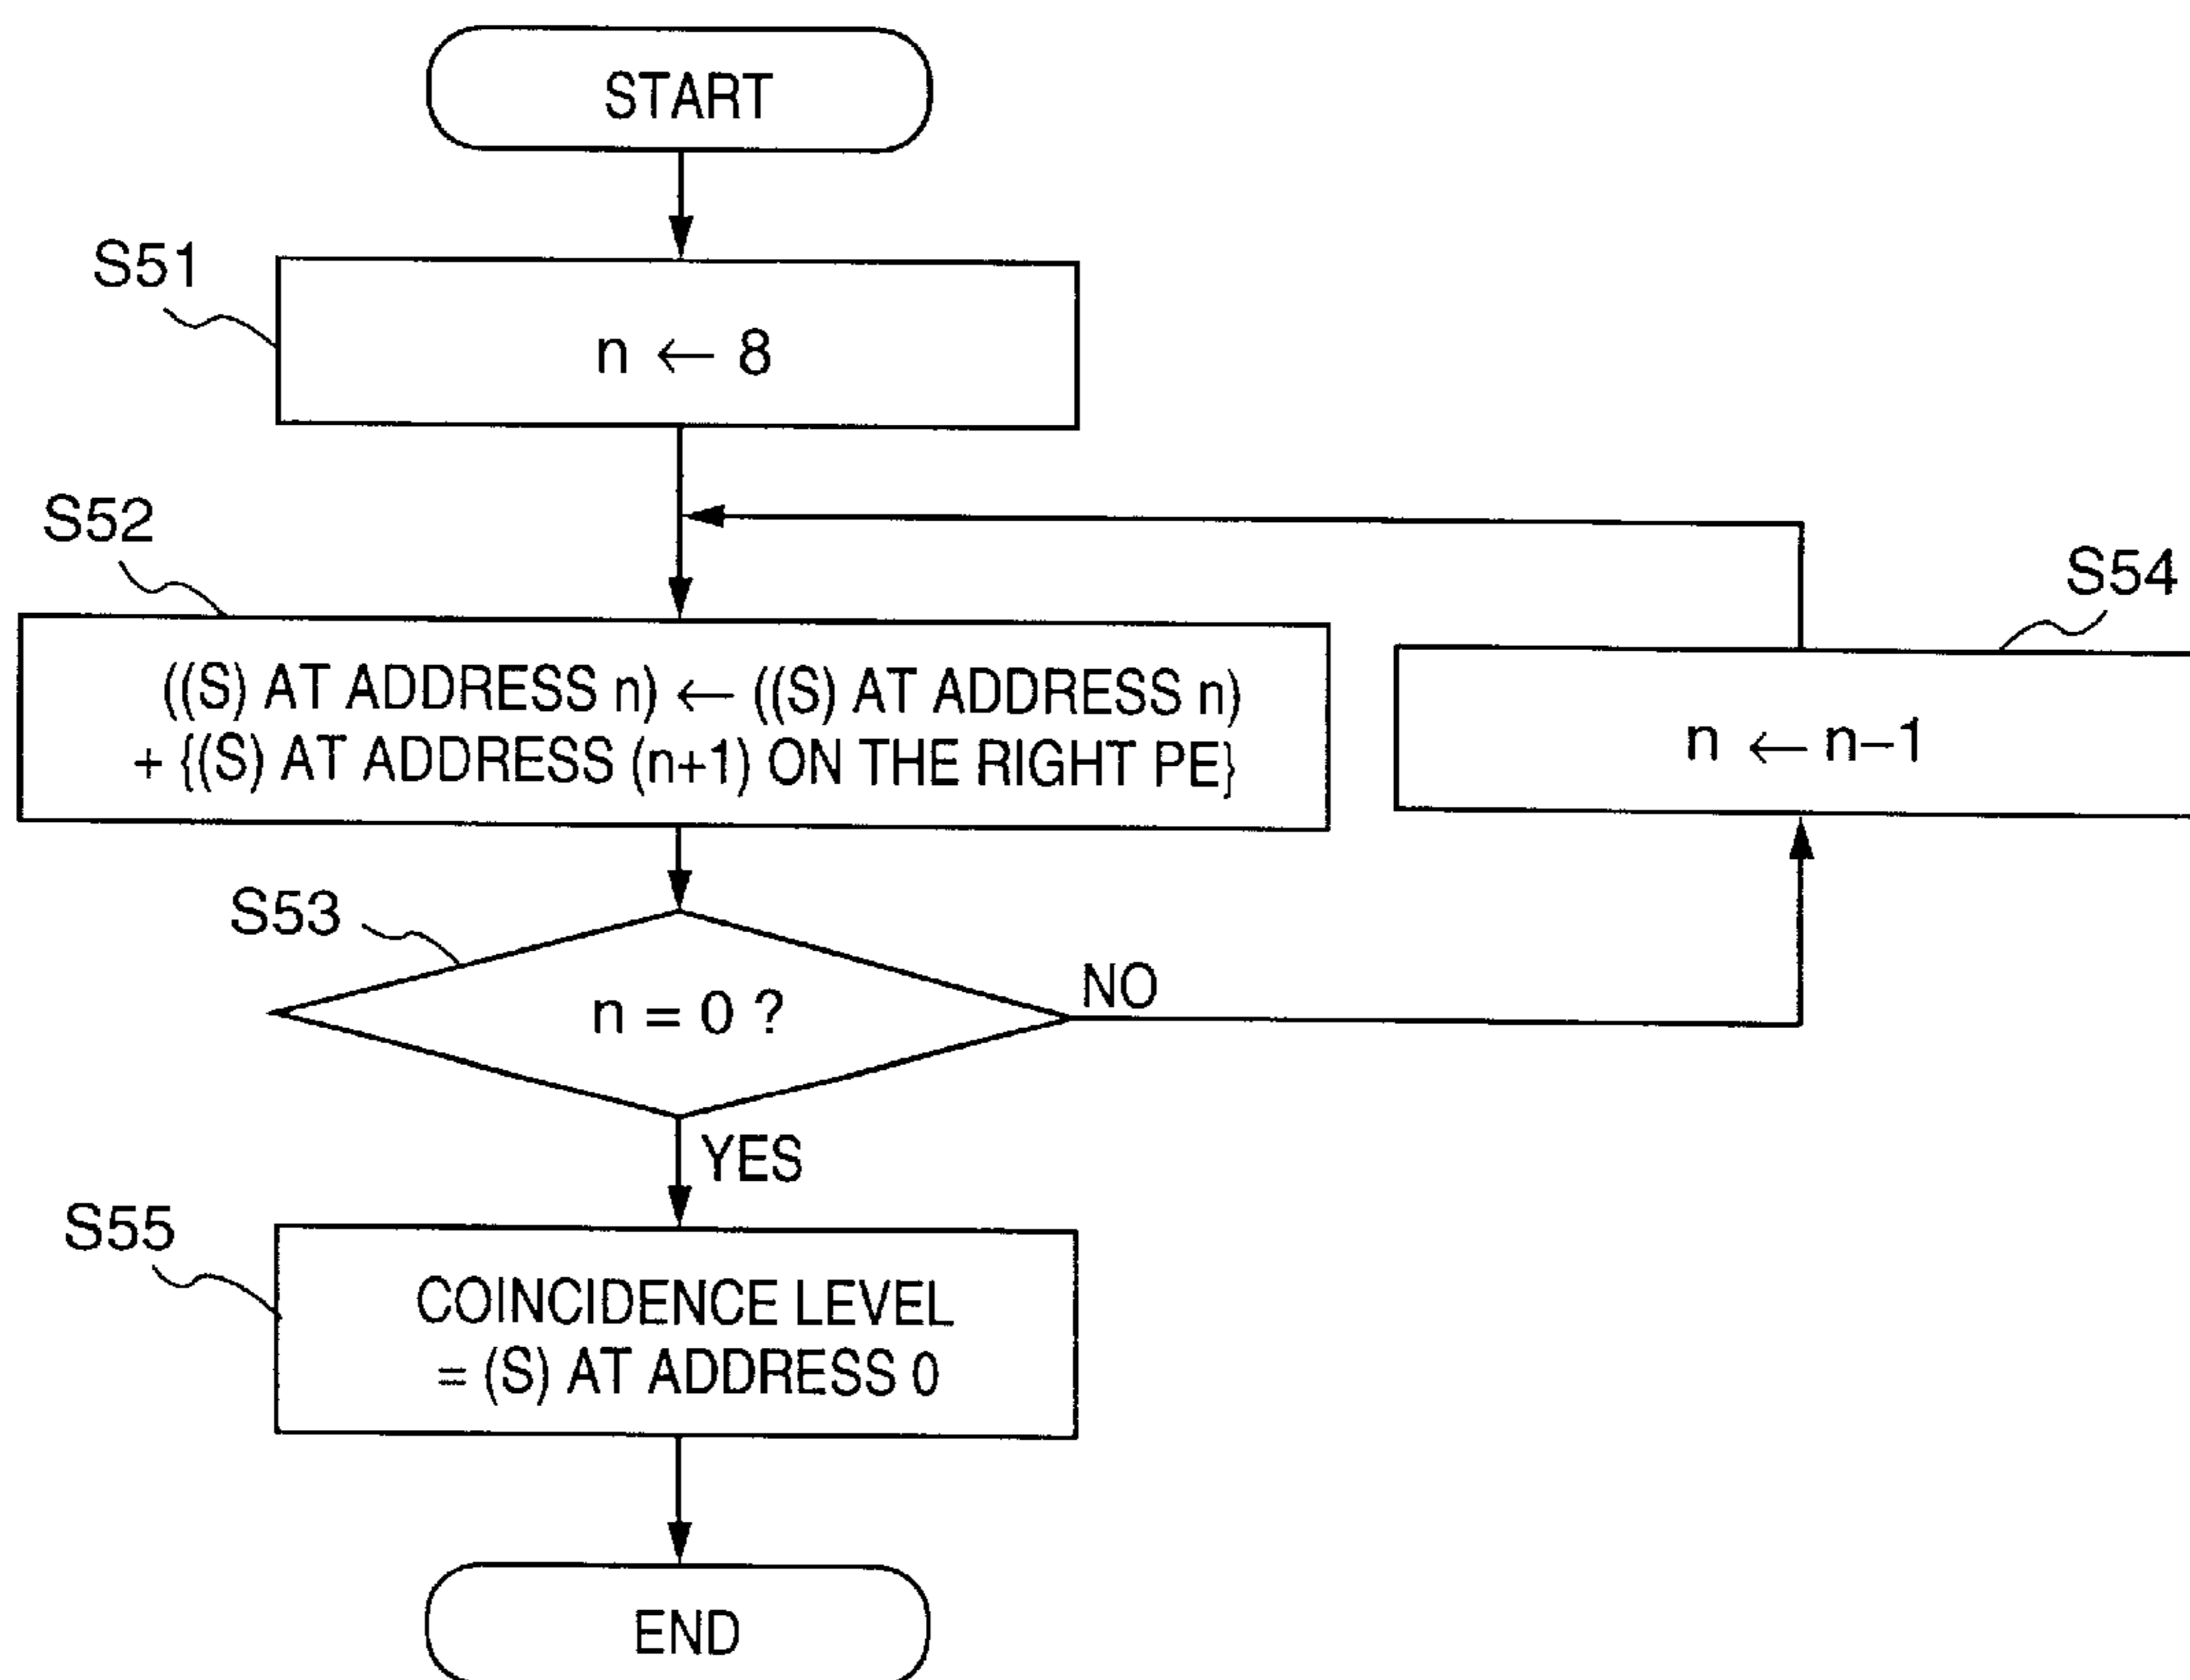 START
S51
n ← 8
S52
S54
((S) AT ADDRESS n) ← ((S) AT ADDRESS n)
+ {(S) AT ADDRESS (n+1) ON THE RIGHT PE}
n ← n–1
S53
n = 0 ?
NO
YES
S55
COINCIDENCE LEVEL
= (S) AT ADDRESS 0
END